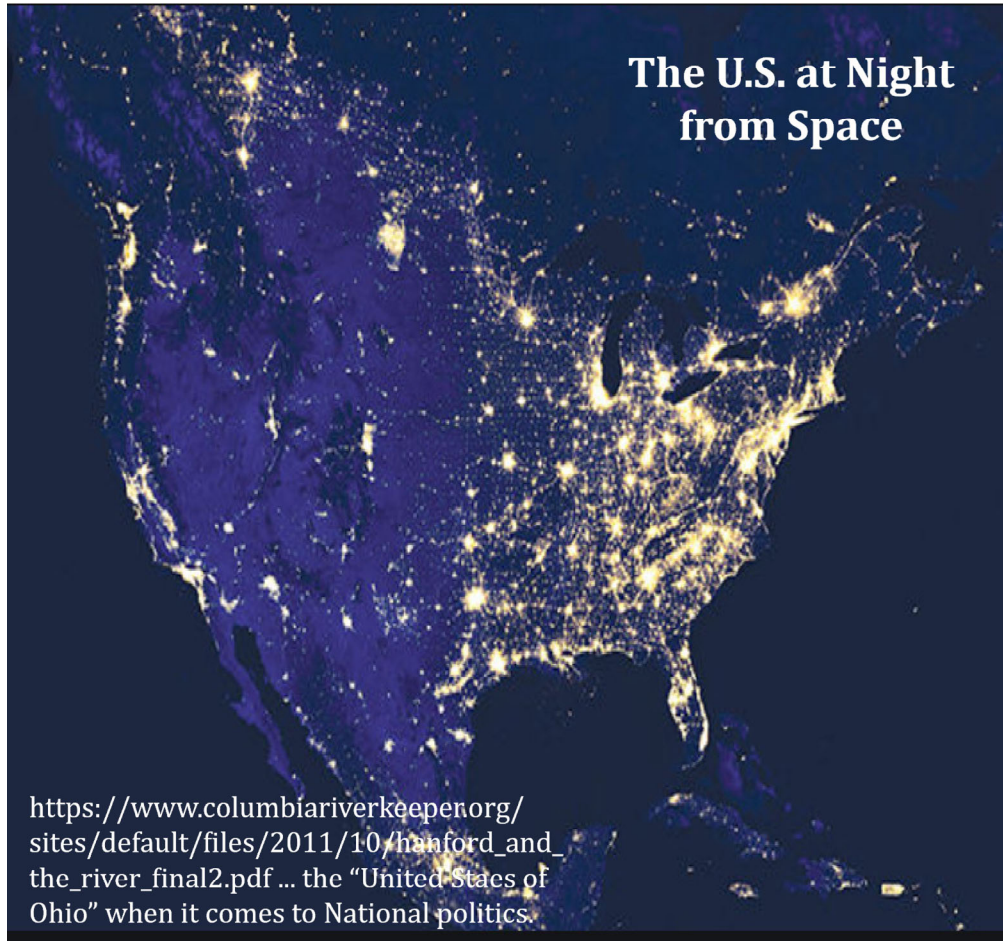 The U.S. at Night
from Space
https://www.columbiariverkeeper.org/
sites/default/files/2011/10/hanford_and_
the_river_final2.pdf ... the “United Staes of
Ohio” when it comes to National politics.